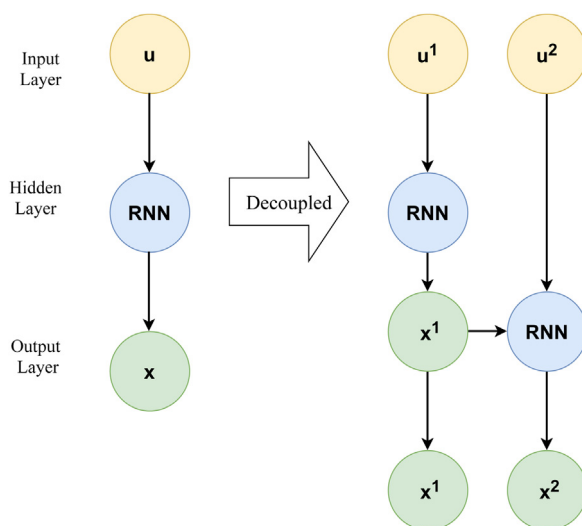 Input
Layer
u
u¹
u²
Hidden
Layer
RNN
Decoupled
RNN
x¹
RNN
Output
Layer
x
x¹
x²